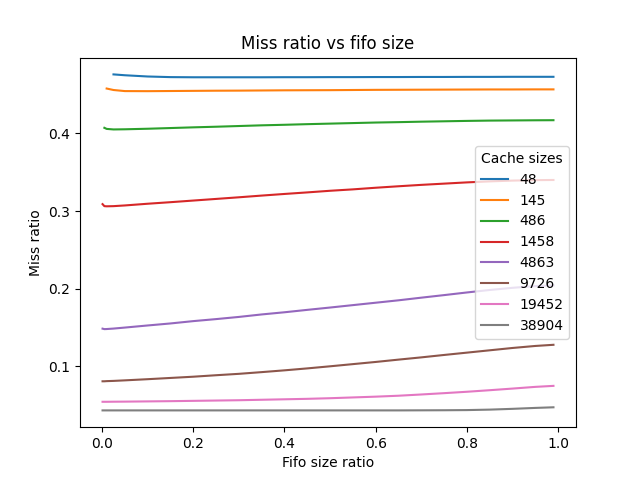 Miss ratio vs fifo size
Miss ratio
0.4
0.3
0.2
0.1
Cache sizes
48
145
486
1458
4863
9726
19452
38904
0.0 0.2 0.4 0.6 0.8 1.0
Fifo size ratio